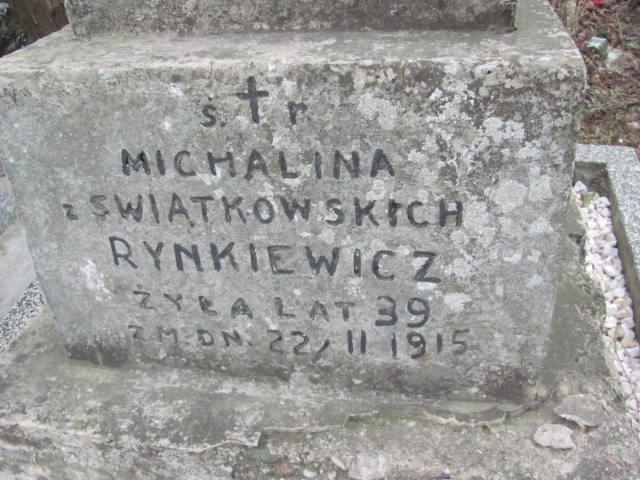 ś. † P.
MICHALINA
z ŚWIĄTKOWSKICH
RYNKIEWICZ
ŻYŁA LAT 39
ZM. DN. 22/II 1915